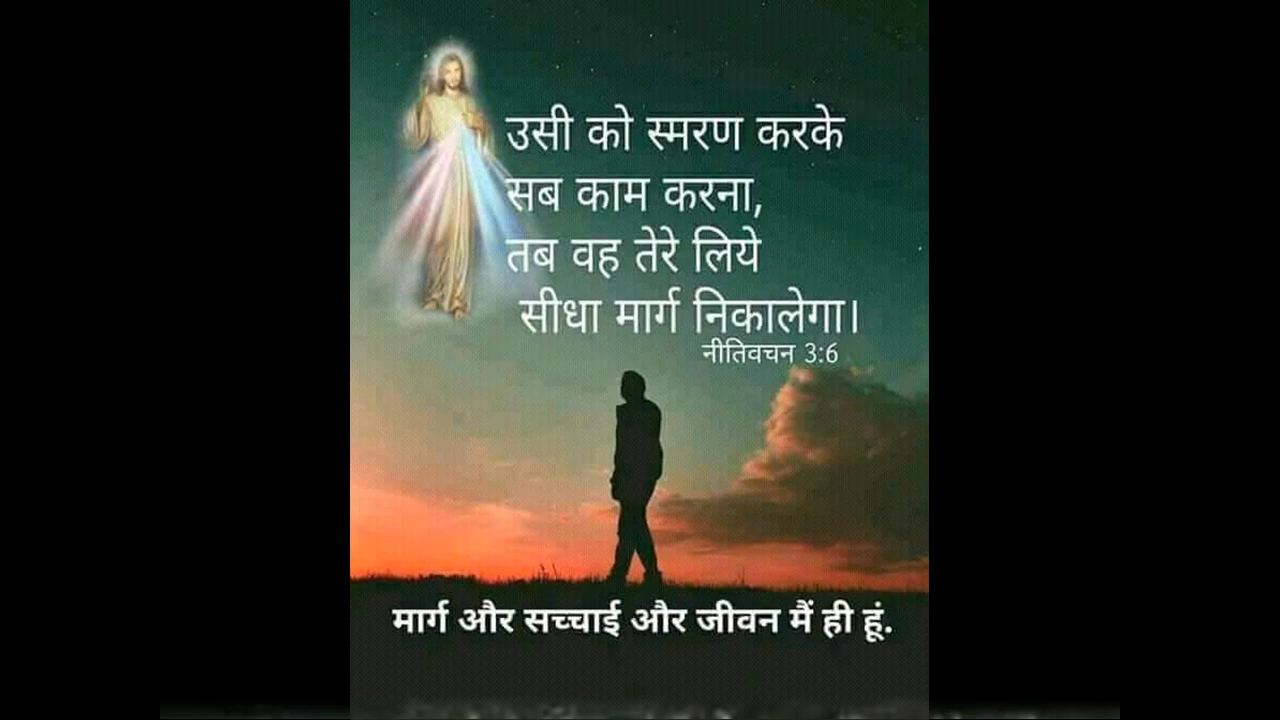 उसी को स्मरण करके
सब काम करना,
तब वह तेरे लिये
सीधा मार्ग निकालेगा।
नीतिवचन 3:6
मार्ग और सच्चाई और जीवन मैं ही हूं.